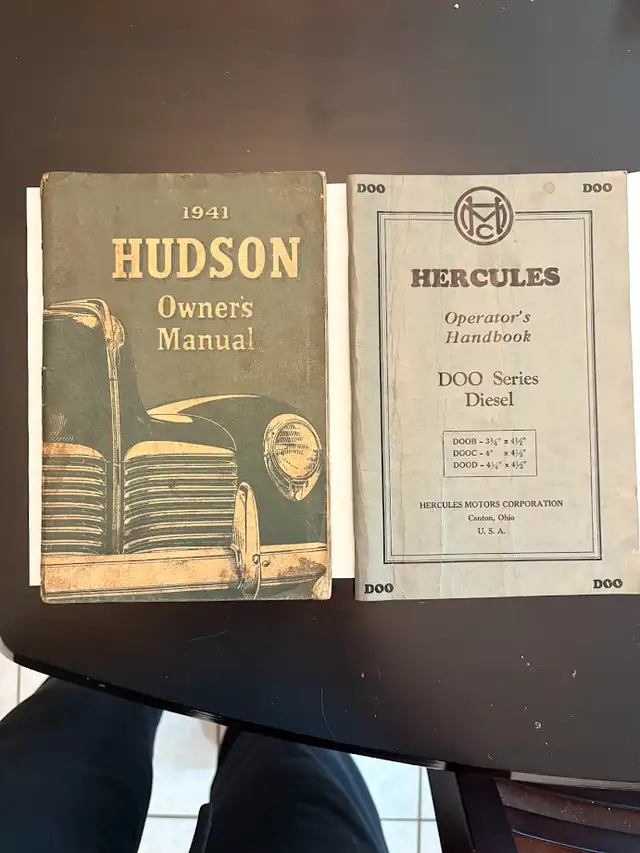 1941
HUDSON
Owner's
Manual
DOO
DOO
HMC
HERCULES
Operator's
Handbook
DOO Series
Diesel
DOOB - 3¾" x 4½"
DOOC - 4" x 4½"
DOOD - 4¼" x 4½"
HERCULES MOTORS CORPORATION
Canton, Ohio
U. S. A.
DOO
DOO